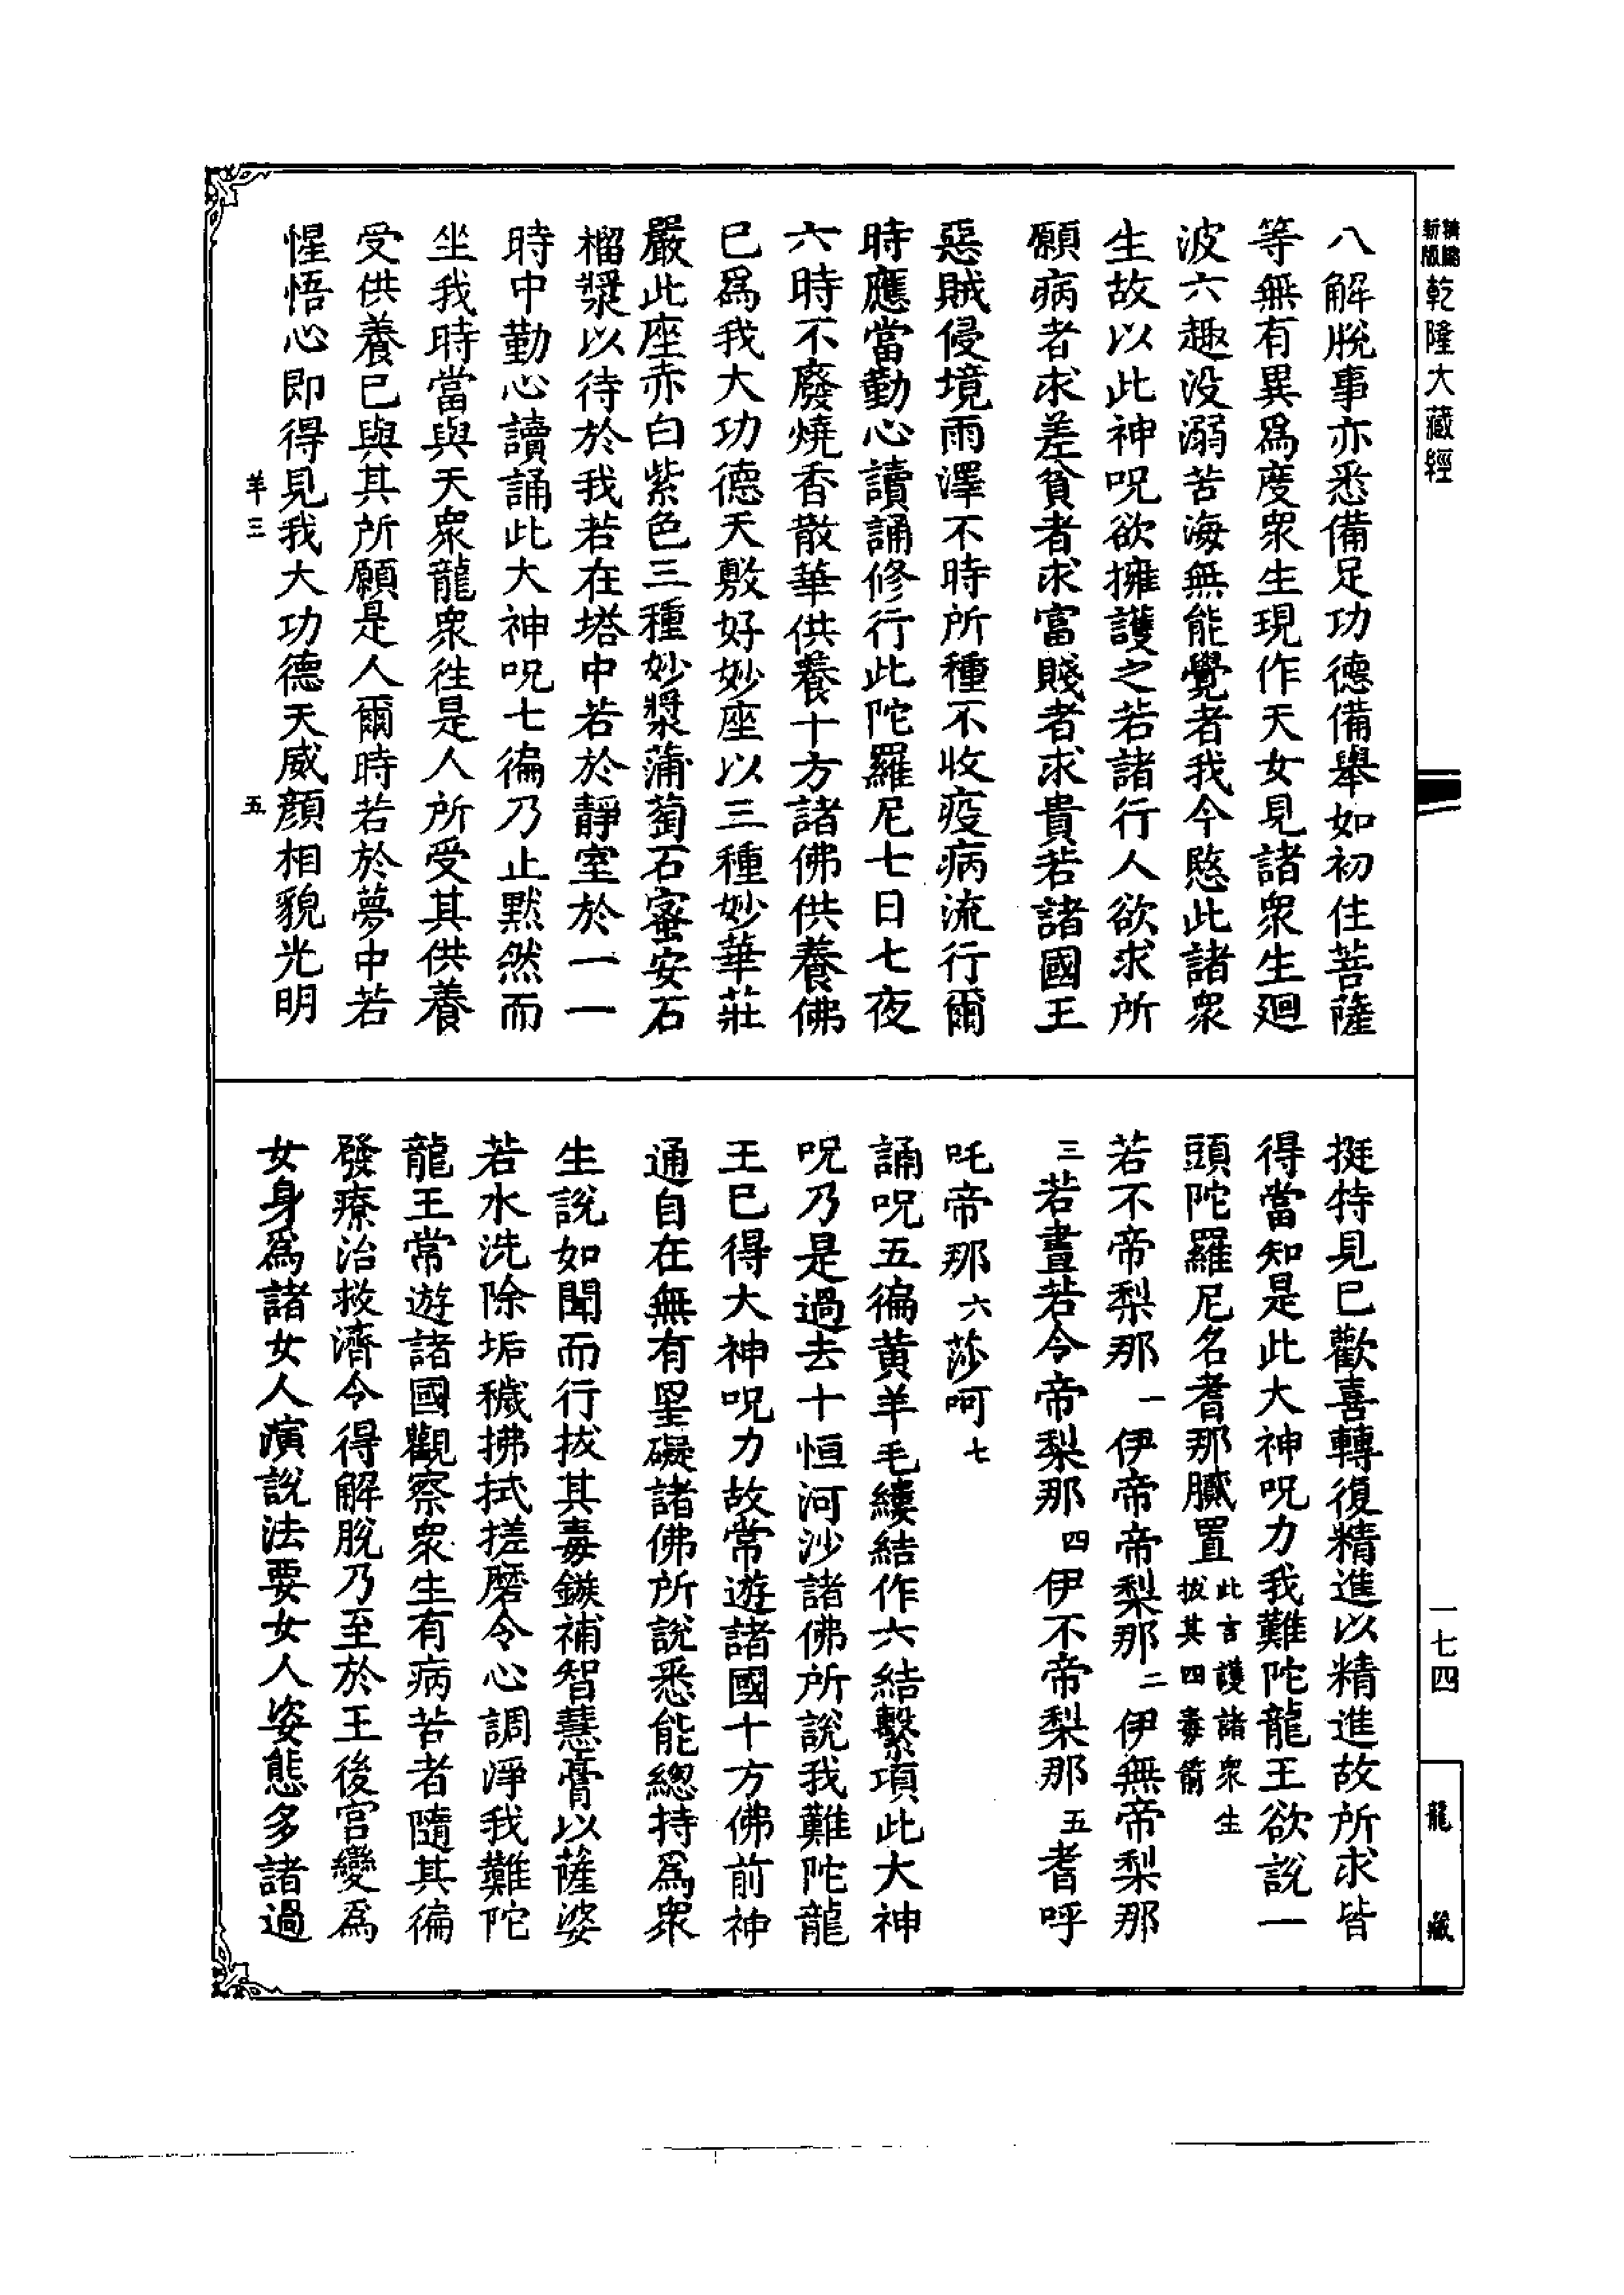 新版
乾隆大藏經
一七四
龍藏
八解脫事亦悉備足功德備舉如初住菩薩
等無有異爲度衆生現作天女見諸衆生廻
波六趣没溺苦海無能覺者我今愍此諸衆
生故以此神呪欲擁護之若諸行人欲求所
願病者求差貧者求富賤者求貴若諸國王
惡賊侵境雨澤不時所種不收疫病流行爾
時應當勤心讀誦修行此陀羅尼七日七夜
六時不廢燒香散華供養十方諸佛供養佛
已爲我大功德天敷好妙座以三種妙華莊
嚴此座赤白紫色三種妙漿蒲萄石蜜安石
榴漿以待於我若在塔中若於靜室於一一
時中勤心讀誦此大神呪七徧乃止默然而
坐我時當與天衆龍衆徃是人所受其供養
受供養已與其所願是人爾時若於夢中若
惺悟心即得見我大功德天威顏相貌光明
羊三 五
挺特見已歡喜轉復精進以精進故所求皆
得當知是此大神呪力我難陀龍王欲說一
頭陀羅尼名耆那膩置此言護諸衆生拔其四毒箭
若不帝梨那一伊帝帝梨那二伊無帝梨那
三若晝若今帝梨那四伊不帝梨那五耆呼
吒帝那六莎呵七
誦呪五徧黄羊毛縷結作六結繫項此大神
呪乃是過去十恒河沙諸佛所說我難陀龍
王已得大神呪力故常遊諸國十方佛前神
通自在無有罣礙諸佛所說悉能總持爲衆
生說如聞而行拔其毒鏃補智慧膏以薩婆
若水洗除垢穢拂拭搓磨令心調淨我難陀
龍王常遊諸國觀察衆生有病苦者隨其徧
發療治救濟令得解脫乃至於王後宫變爲
女身爲諸女人演說法要女人姿態多諸過